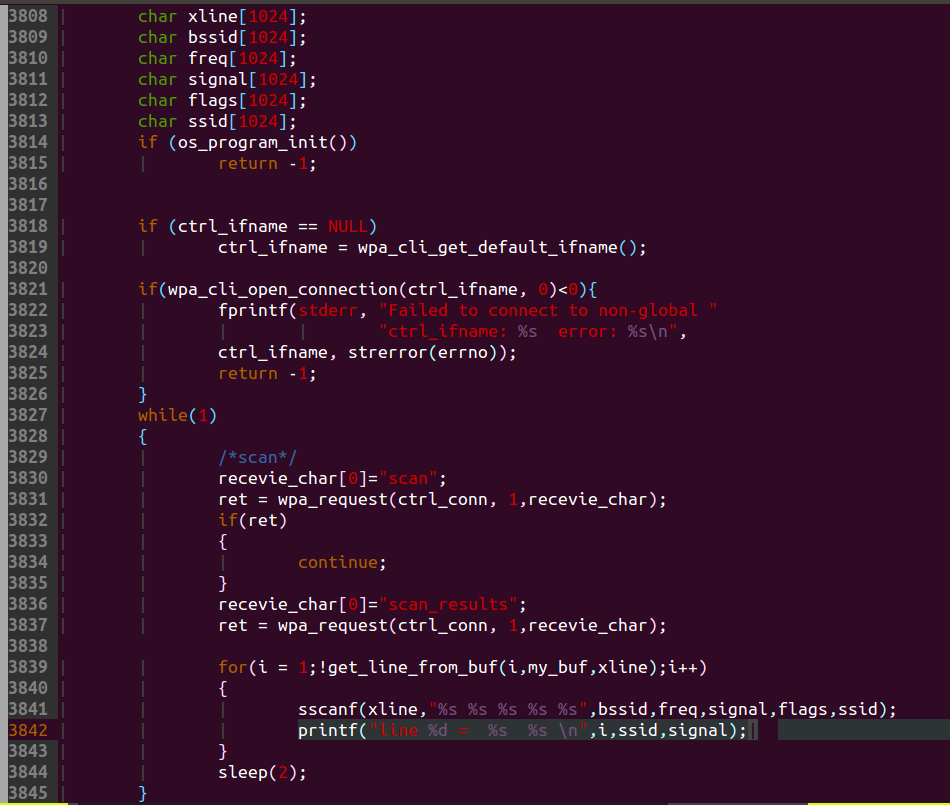 3808 char xline[1024];
3809 char bssid[1024];
3810 char freq[1024];
3811 char signal[1024];
3812 char flags[1024];
3813 char ssid[1024];
3814 if (os_program_init())
3815 return -1;
3816
3817
3818 if (ctrl_ifname == NULL)
3819 ctrl_ifname = wpa_cli_get_default_ifname();
3820
3821 if(wpa_cli_open_connection(ctrl_ifname, 0)<0){
3822 fprintf(stderr, "Failed to connect to non-global "
3823 "ctrl_ifname: %s  error: %s\n",
3824 ctrl_ifname, strerror(errno));
3825 return -1;
3826 }
3827 while(1)
3828 {
3829 /*scan*/
3830 recevie_char[0]="scan";
3831 ret = wpa_request(ctrl_conn, 1,recevie_char);
3832 if(ret)
3833 {
3834 continue;
3835 }
3836 recevie_char[0]="scan_results";
3837 ret = wpa_request(ctrl_conn, 1,recevie_char);
3838
3839 for(i = 1;!get_line_from_buf(i,my_buf,xline);i++)
3840 {
3841 sscanf(xline,"%s %s %s %s %s",bssid,freq,signal,flags,ssid);
3842 printf("line %d =  %s  %s \n",i,ssid,signal);
3843 }
3844 sleep(2);
3845 }